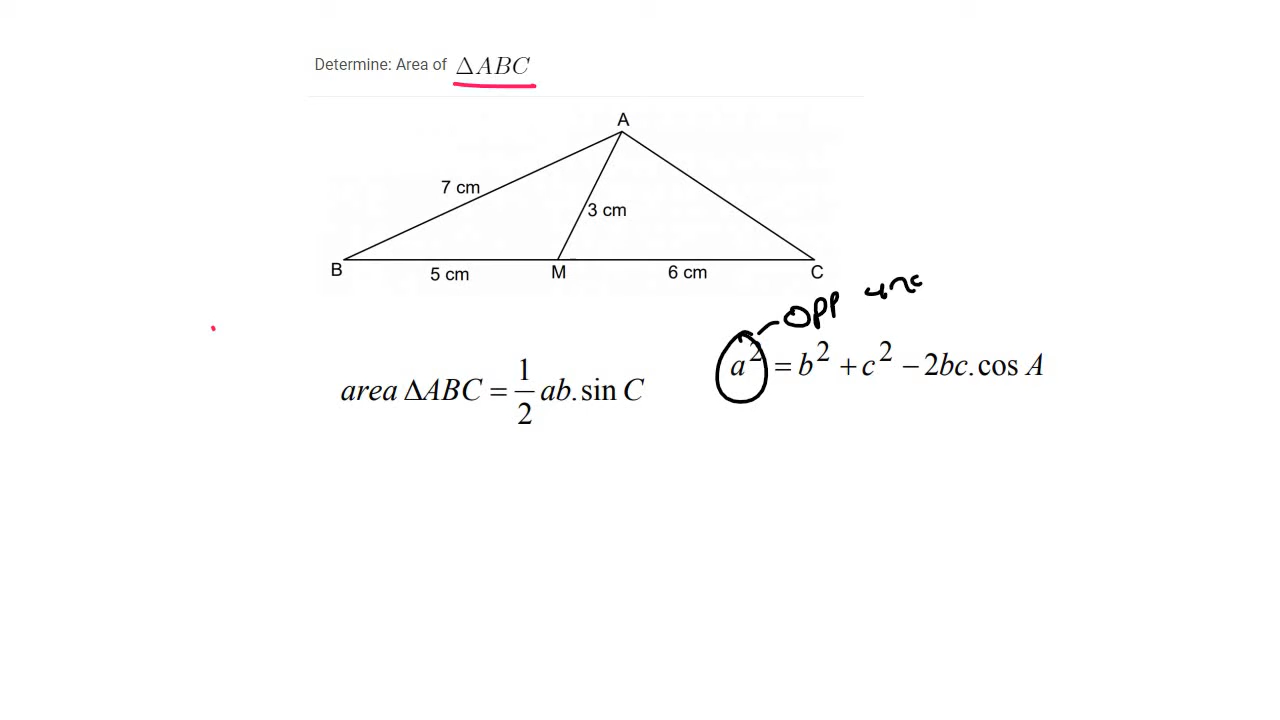 Determine: Area of ΔABC
A
7 cm
3 cm
B
5 cm
M
6 cm
C
opp
area ΔABC = 1/2 ab.sin C
a² = b² + c² − 2bc.cos A